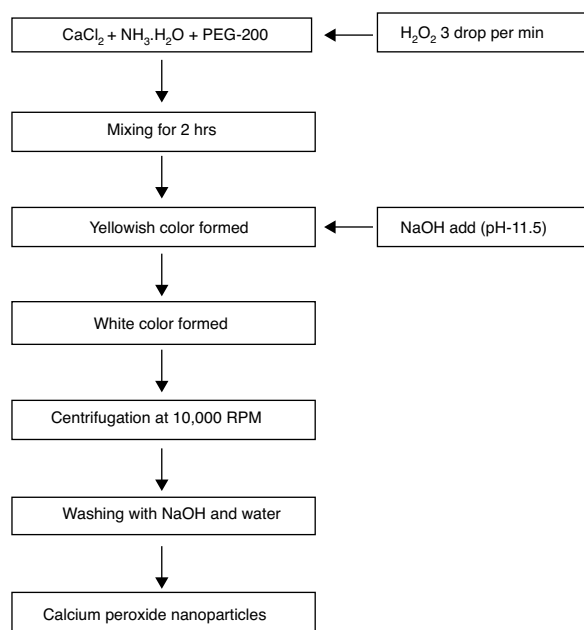 CaCl₂ + NH₃.H₂O + PEG-200
H₂O₂ 3 drop per min
Mixing for 2 hrs
Yellowish color formed
NaOH add (pH-11.5)
White color formed
Centrifugation at 10,000 RPM
Washing with NaOH and water
Calcium peroxide nanoparticles